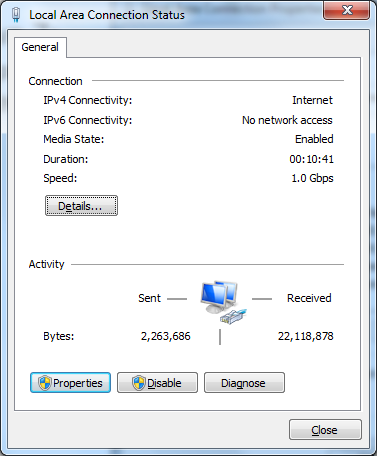 Local Area Connection Status
General
Connection
IPv4 Connectivity: Internet
IPv6 Connectivity: No network access
Media State: Enabled
Duration: 00:10:41
Speed: 1.0 Gbps
Details...
Activity
Sent Received
Bytes: 2,263,686 22,118,878
Properties Disable Diagnose
Close